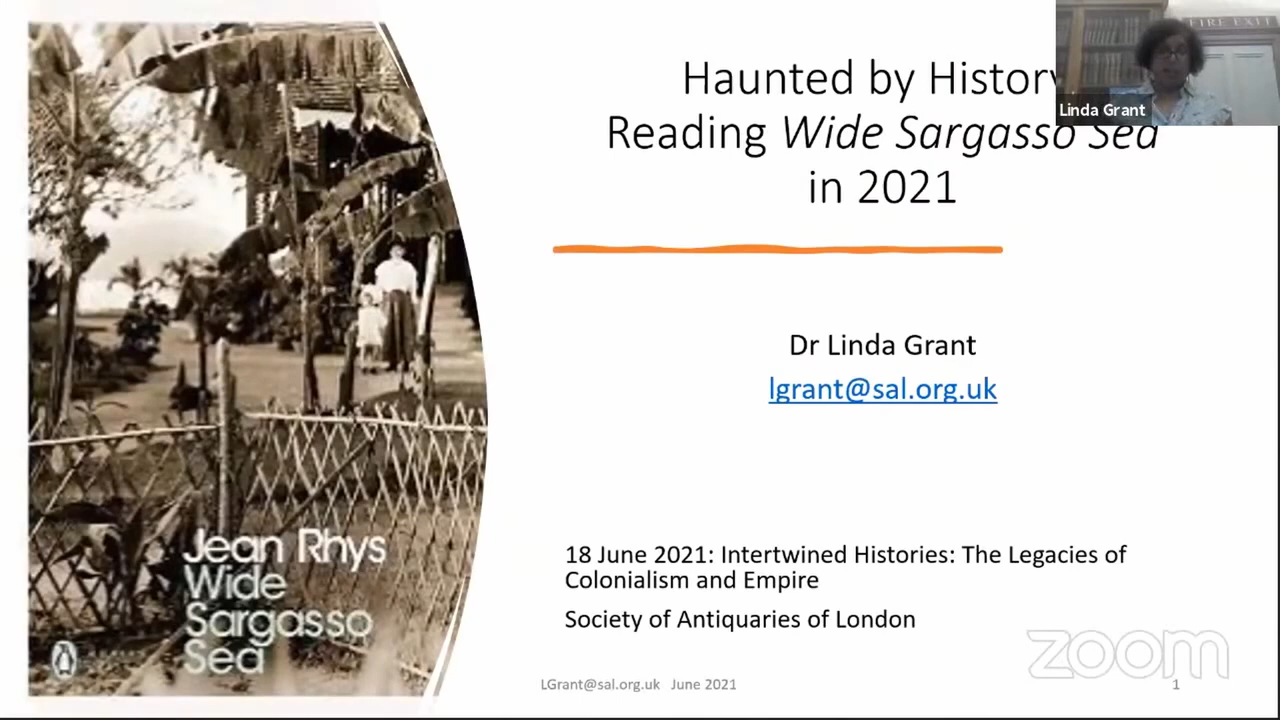 Haunted by History
Reading Wide Sargasso Sea
in 2021
FIRE EXIT
Linda Grant
Dr Linda Grant
lgrant@sal.org.uk
Jean Rhys
Wide
Sargasso
Sea
18 June 2021: Intertwined Histories: The Legacies of
Colonialism and Empire
Society of Antiquaries of London
LGrant@sal.org.uk June 2021
1
zoom